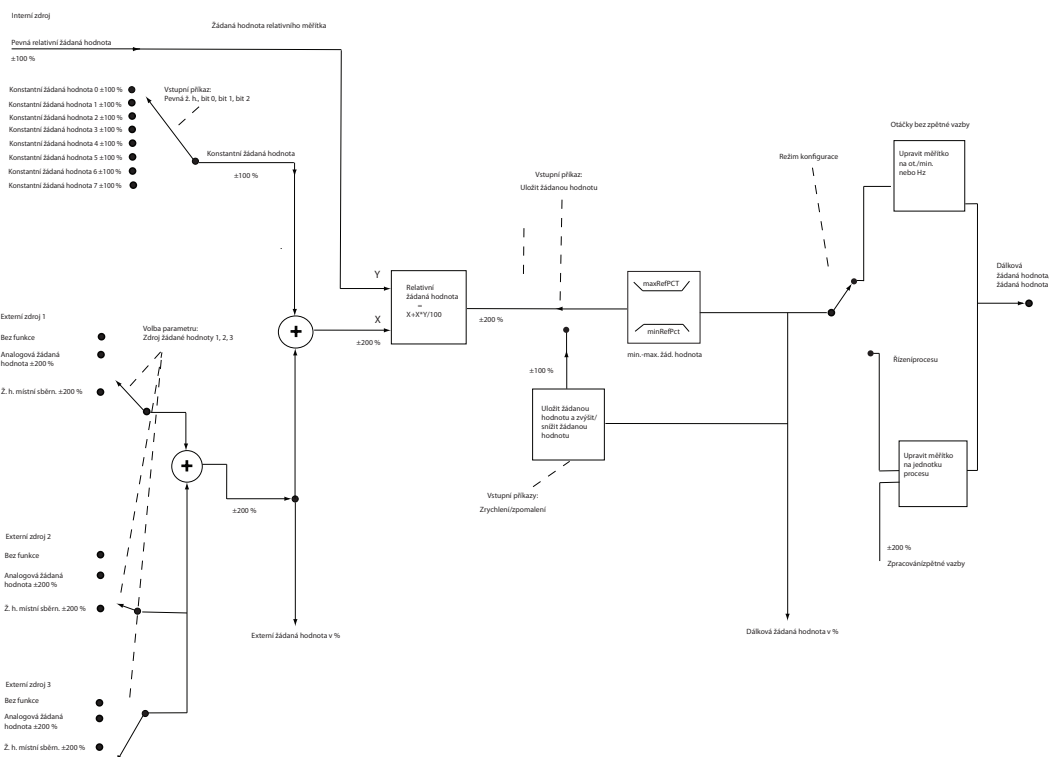 Interní zdroj
Žádaná hodnota relativního měřítka
Pevná relativní žádaná hodnota
±100 %
Konstantní žádaná hodnota 0 ±100 %
Konstantní žádaná hodnota 1 ±100 %
Konstantní žádaná hodnota 2 ±100 %
Konstantní žádaná hodnota 3 ±100 %
Konstantní žádaná hodnota 4 ±100 %
Konstantní žádaná hodnota 5 ±100 %
Konstantní žádaná hodnota 6 ±100 %
Konstantní žádaná hodnota 7 ±100 %
Vstupní příkaz:
Pevná ž. h., bit 0, bit 1, bit 2
Konstantní žádaná hodnota
±100 %
Y
X
±200 %
Relativní
žádaná hodnota
=
X+X*Y/100
±200 %
Vstupní příkaz:
Uložit žádanou hodnotu
maxRefPCT
minRefPct
min.-max. žád. hodnota
±100 %
Uložit žádanou
hodnotu a zvýšit/
snížit žádanou
hodnotu
Vstupní příkazy:
Zrychlení/zpomalení
Režim konfigurace
Otáčky bez zpětné vazby
Upravit měřítko
na ot./min.
nebo Hz
Dálková
žádaná hodnota
žádaná hodnota
Řízeníprocesu
Upravit měřítko
na jednotku
procesu
±200 %
Zpracovánízpětné vazby
Dálková žádaná hodnota v %
Externí zdroj 1
Bez funkce
Analogová žádaná
hodnota ±200 %
Ž. h. místní sběrn. ±200 %
Volba parametru:
Zdroj žádané hodnoty 1, 2, 3
+
+
±200 %
Externí žádaná hodnota v %
Externí zdroj 2
Bez funkce
Analogová žádaná
hodnota ±200 %
Ž. h. místní sběrn. ±200 %
Externí zdroj 3
Bez funkce
Analogová žádaná
hodnota ±200 %
Ž. h. místní sběrn. ±200 %